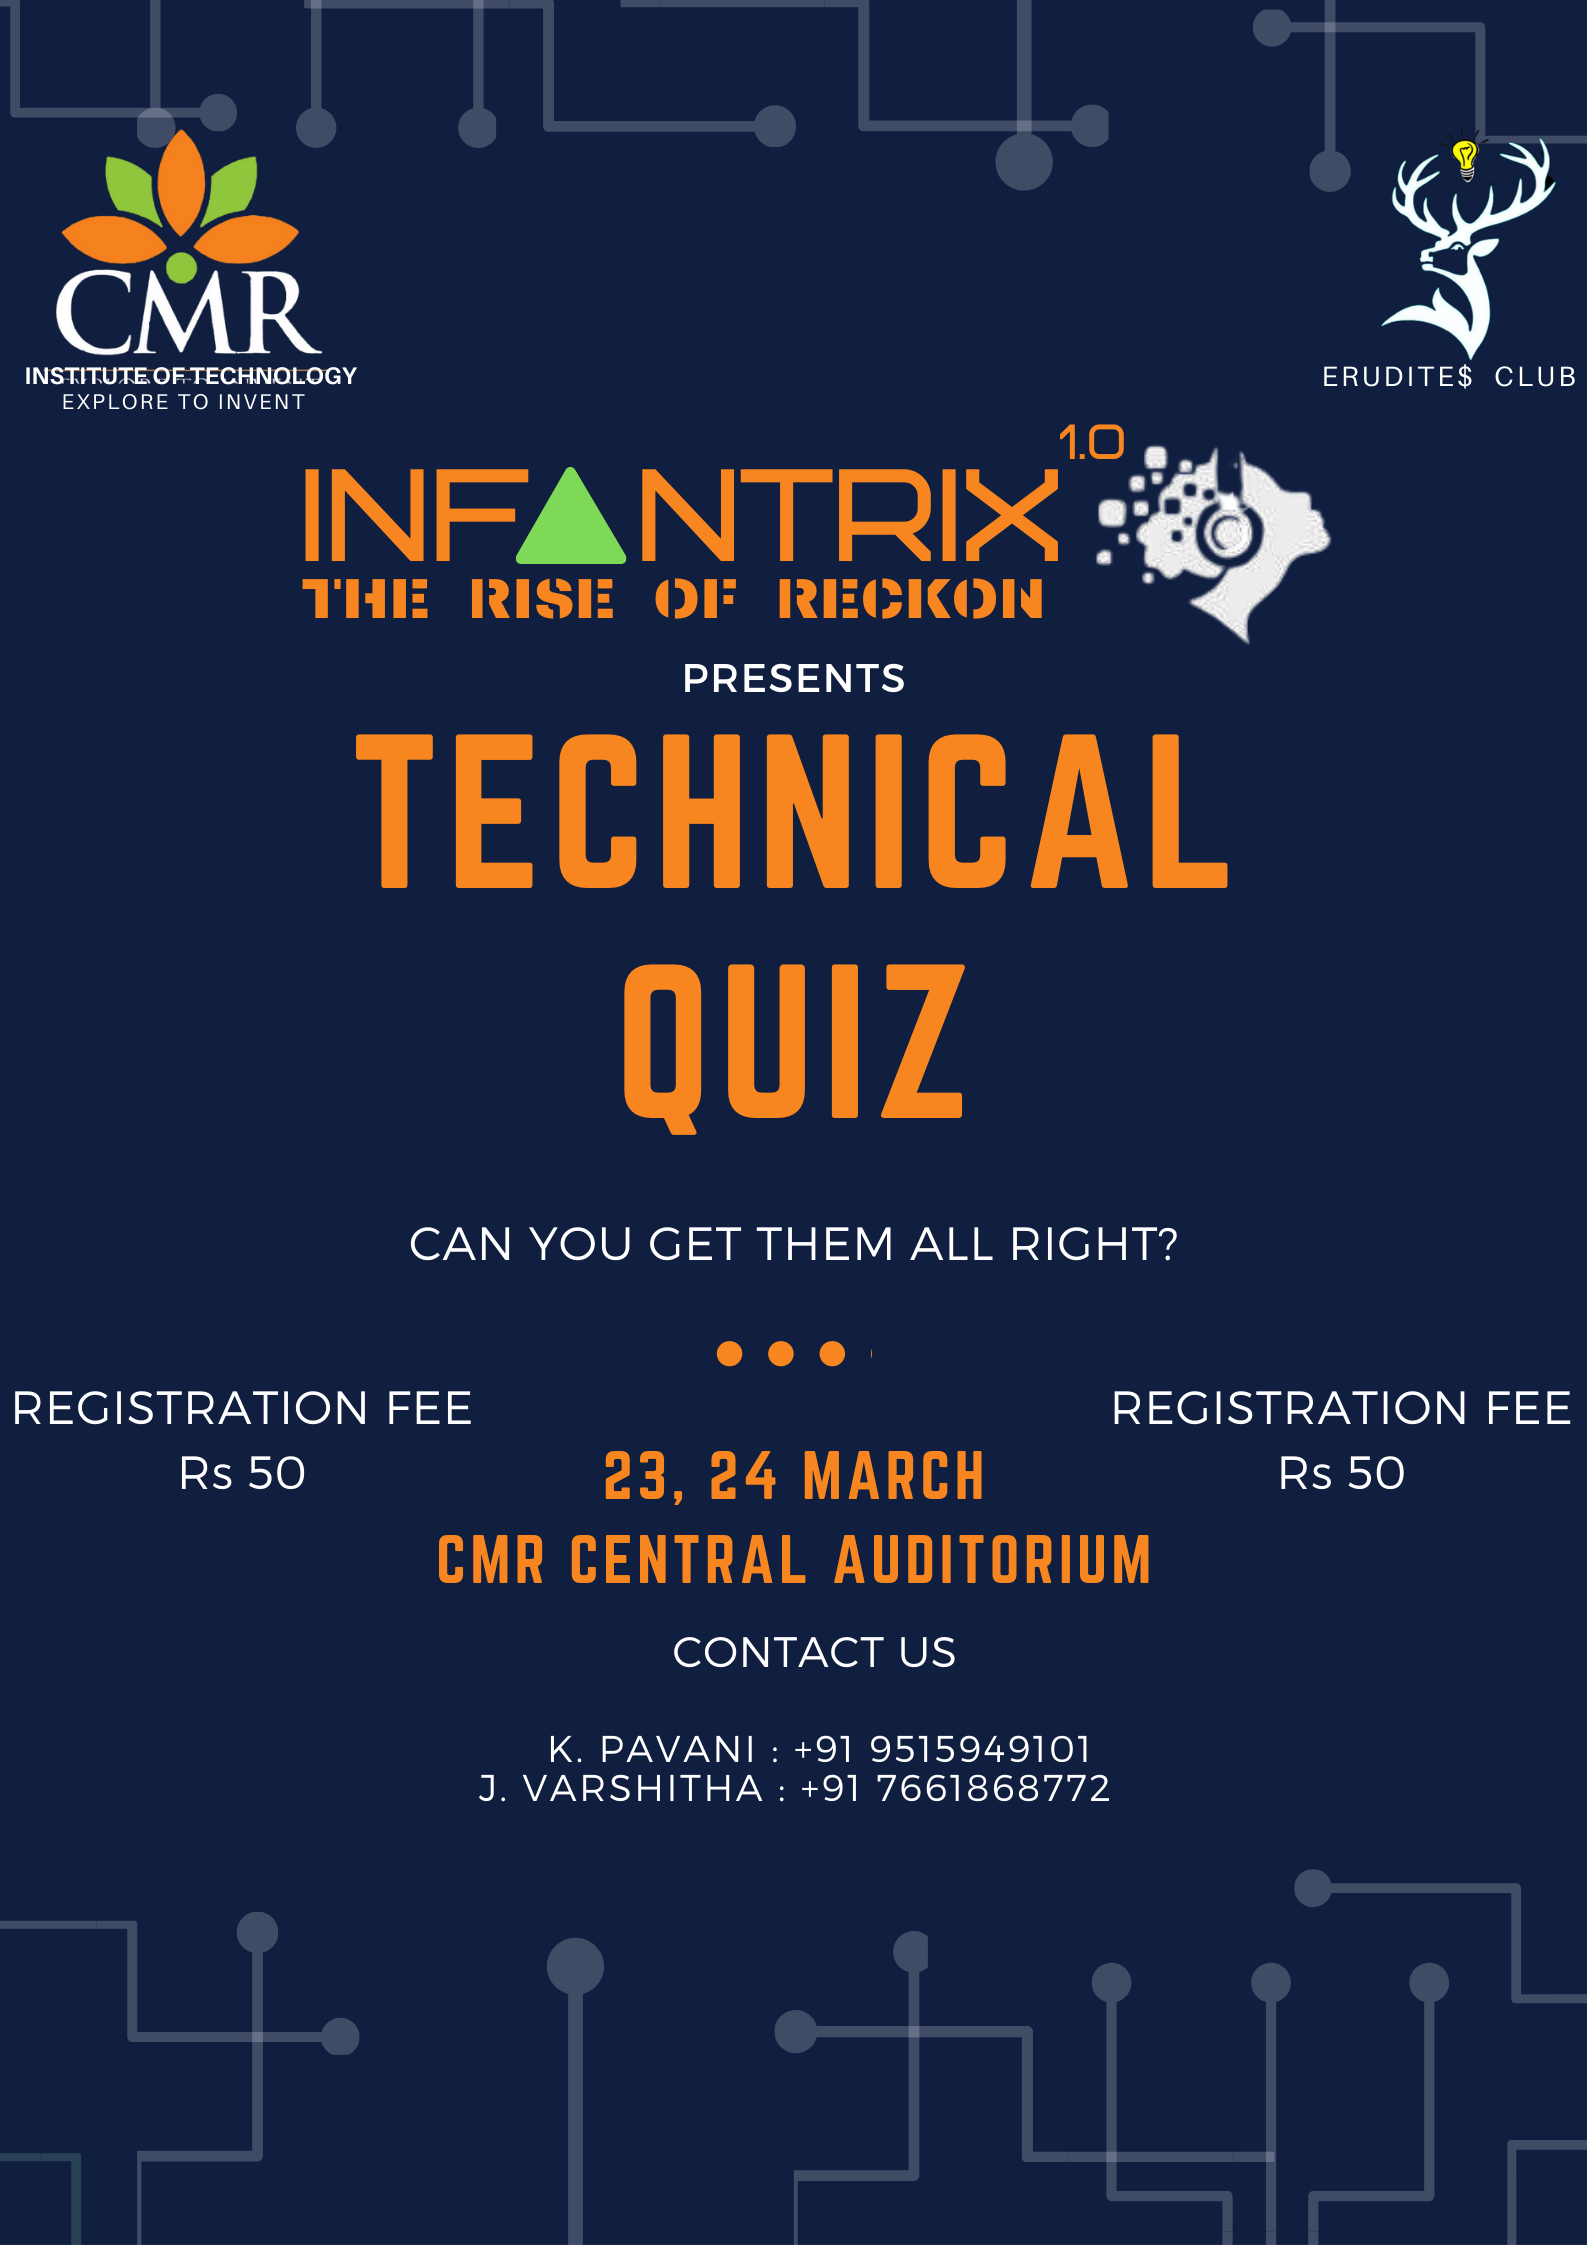 CMR
INSTITUTE OF TECHNOLOGY
EXPLORE TO INVENT
ERUDITE$ CLUB
INFANTRIX 1.0
THE RISE OF RECKON
PRESENTS
TECHNICAL
QUIZ
CAN YOU GET THEM ALL RIGHT?
REGISTRATION FEE
Rs 50
REGISTRATION FEE
Rs 50
23, 24 MARCH
CMR CENTRAL AUDITORIUM
CONTACT US
K. PAVANI : +91 9515949101
J. VARSHITHA : +91 7661868772